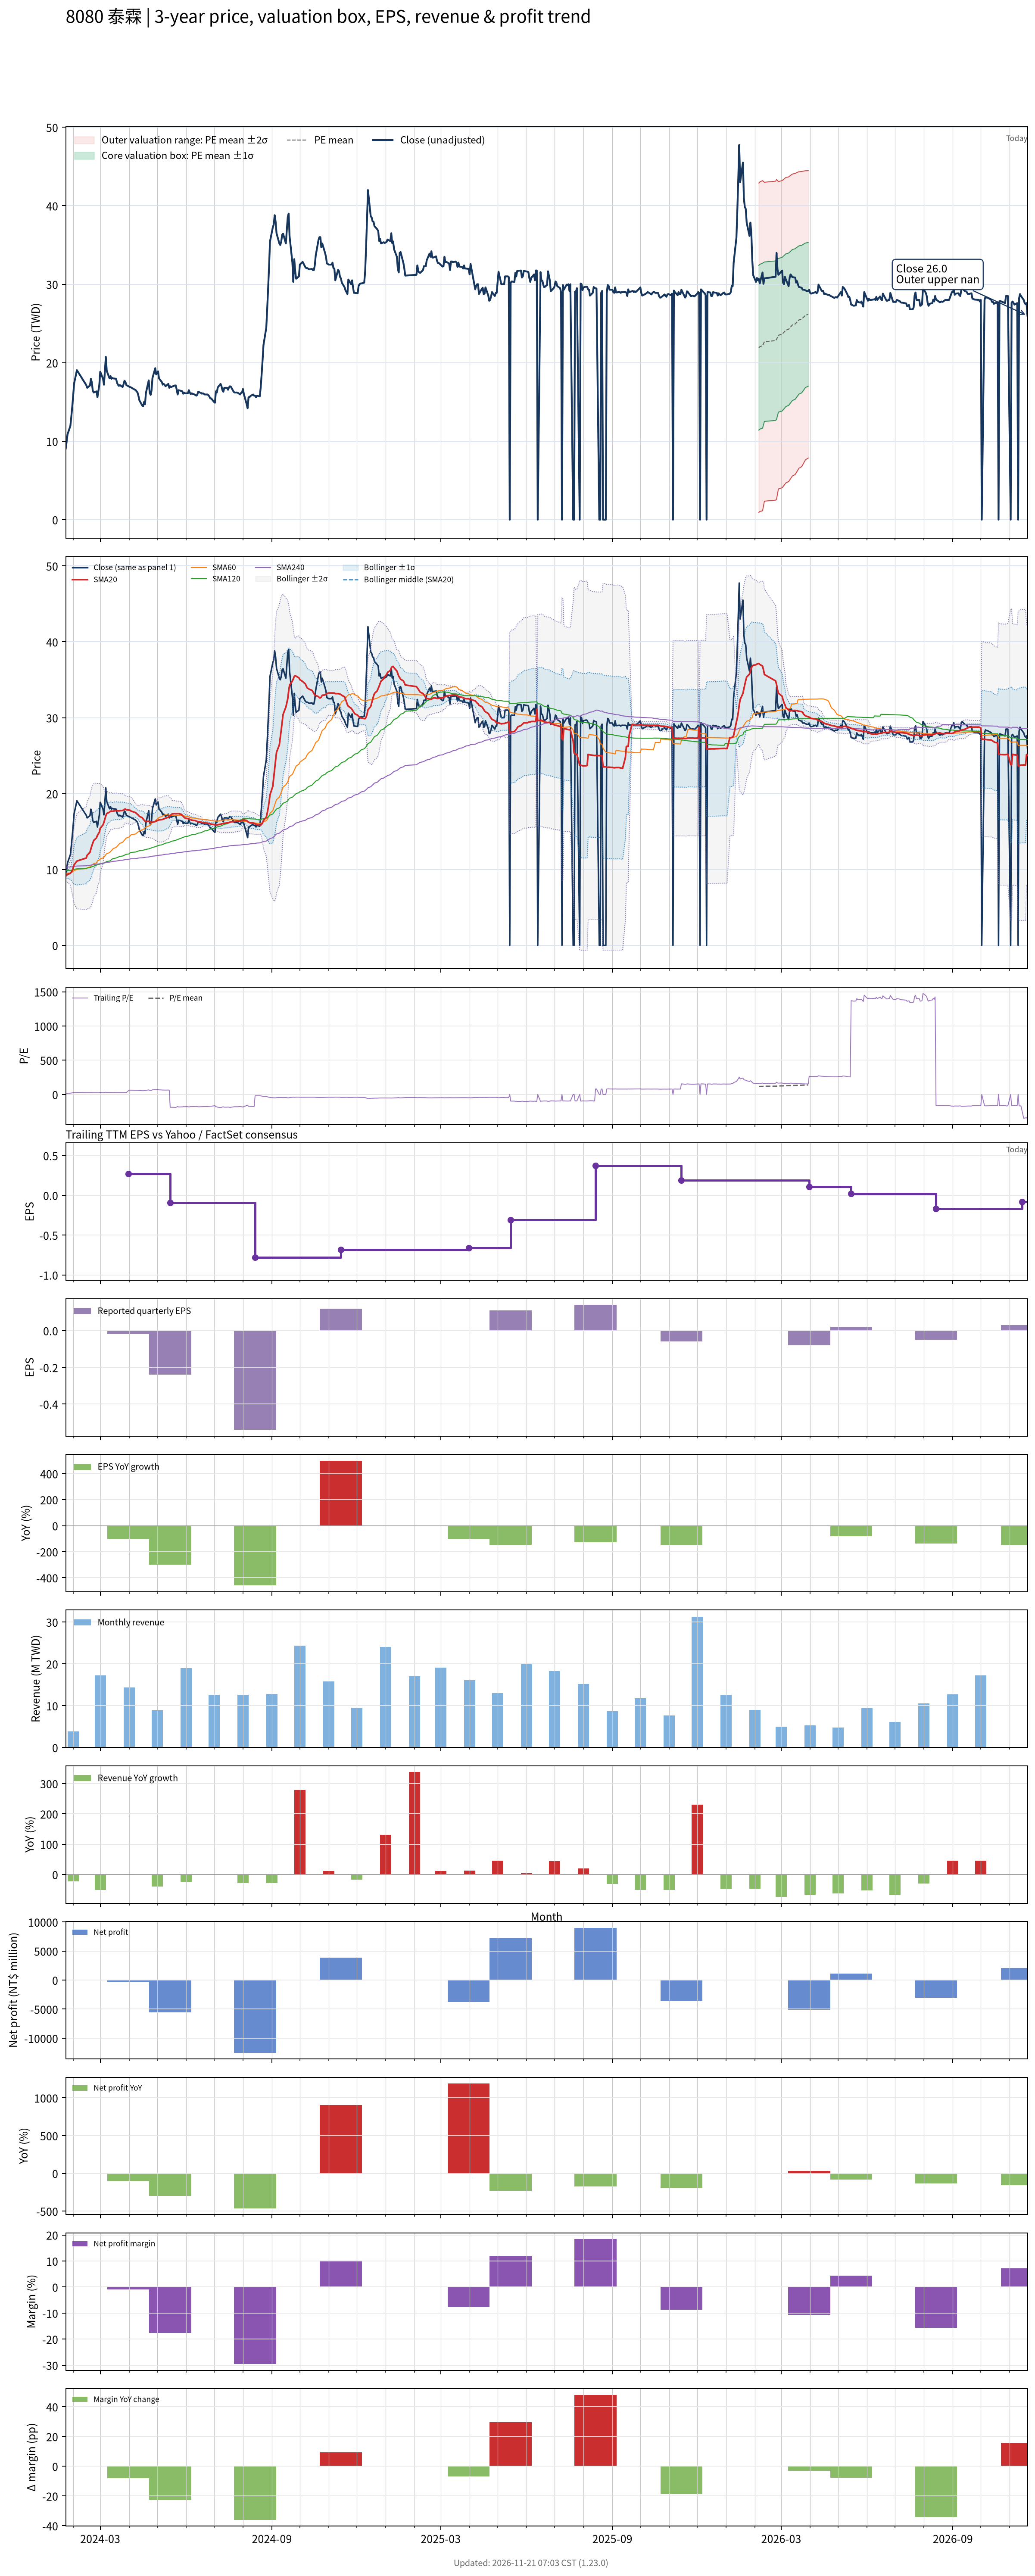 8080 泰霖 | 3-year price, valuation box, EPS, revenue & profit trend
Outer valuation range: PE mean ±2σ
Core valuation box: PE mean ±1σ
PE mean
Close (unadjusted)
Today
Close 26.0
Outer upper nan
Price (TWD)
50
40
30
20
10
0
Close (same as panel 1)
SMA20
SMA60
SMA120
SMA240
Bollinger ±2σ
Bollinger ±1σ
Bollinger middle (SMA20)
Price
50
40
30
20
10
0
Trailing P/E
P/E mean
P/E
1500
1000
500
0
Trailing TTM EPS vs Yahoo / FactSet consensus
Today
EPS
0.5
0.0
-0.5
-1.0
Reported quarterly EPS
EPS
0.0
-0.2
-0.4
EPS YoY growth
YoY (%)
400
200
0
-200
-400
Monthly revenue
Revenue (M TWD)
30
20
10
0
Revenue YoY growth
YoY (%)
300
200
100
0
Month
Net profit
Net profit (NT$ million)
10000
5000
0
-5000
-10000
Net profit YoY
YoY (%)
1000
500
0
-500
Net profit margin
Margin (%)
20
10
0
-10
-20
-30
Margin YoY change
Δ margin (pp)
40
20
0
-20
-40
2024-03
2024-09
2025-03
2025-09
2026-03
2026-09
Updated: 2026-11-21 07:03 CST (1.23.0)